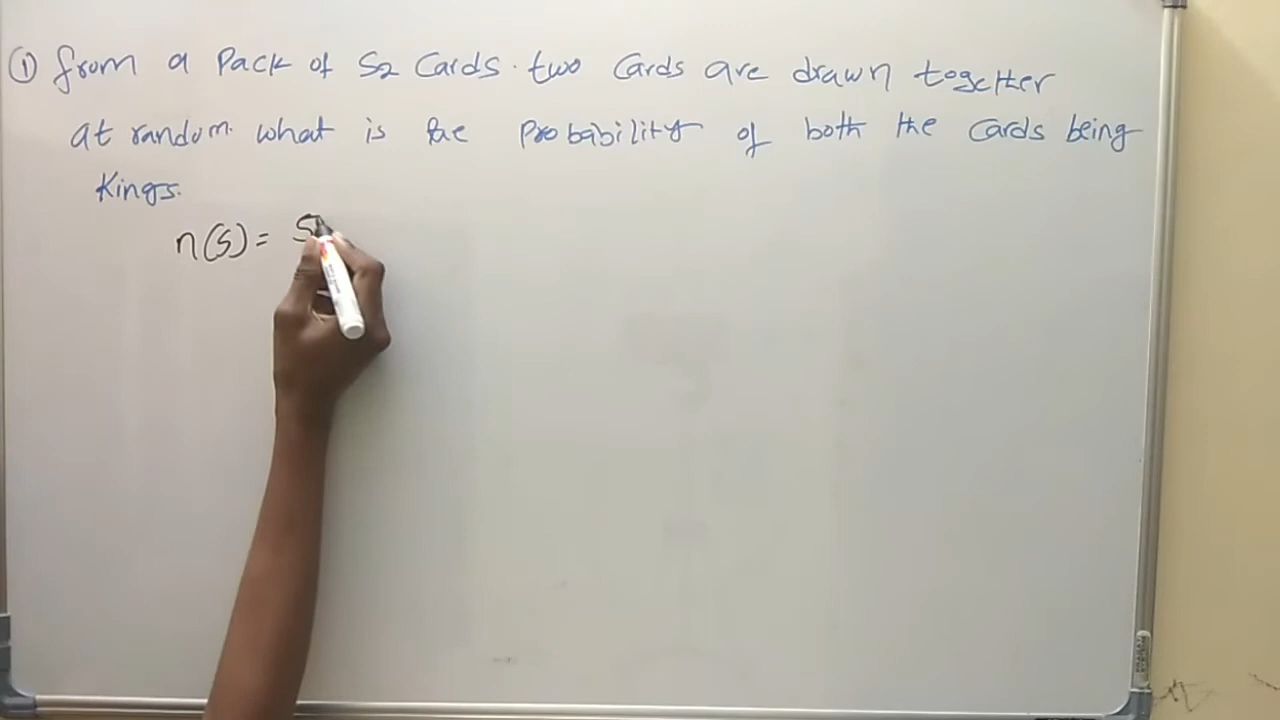 ① from a Pack of 52 Cards. two Cards are drawn together
at random. what is the Probability of both the Cards being
Kings.
n(s) = 5